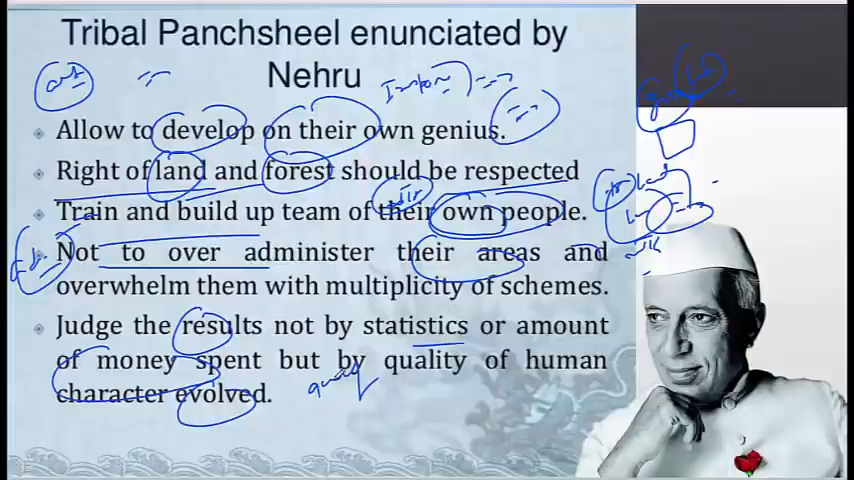 Tribal Panchsheel enunciated by
Nehru
Allow to develop on their own genius.
Right of land and forest should be respected
Train and build up team of their own people.
Not to over administer their areas and
overwhelm them with multiplicity of schemes.
Judge the results not by statistics or amount
of money spent but by quality of human
character evolved.